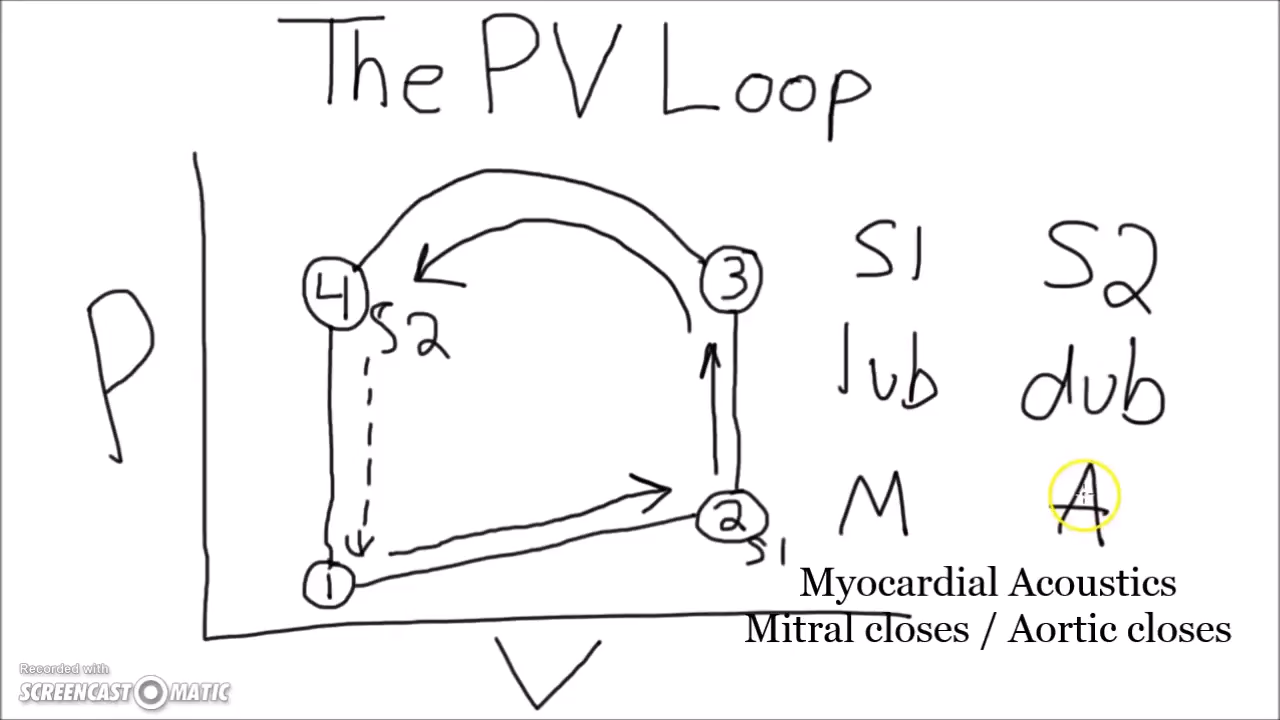 The PV Loop
P
4
S2
3
1
2
S1
V
S1 S2
lub dub
M A
Myocardial Acoustics
Mitral closes / Aortic closes
Recorded with
SCREENCAST MATIC